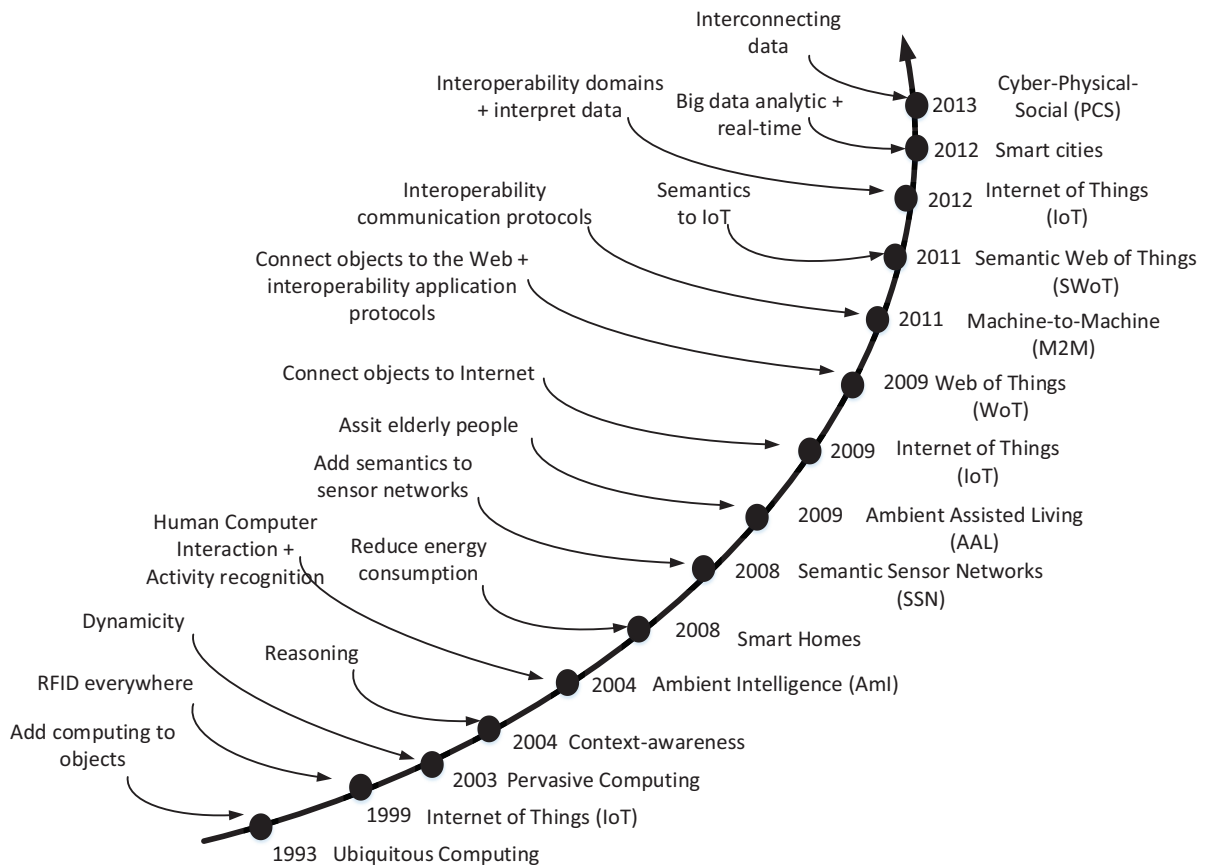 Interconnecting
data
Cyber-Physical-
2013
Social (PCS)
Interoperability domains
+ interpret data
Big data analytic +
real-time
2012 Smart cities
Interoperability
communication protocols
Semantics
to IoT
2012
Internet of Things
(IoT)
Connect objects to the Web +
interoperability application
protocols
2011 Semantic Web of Things
(SWoT)
2011 Machine-to-Machine
(M2M)
Connect objects to Internet
2009 Web of Things
(WoT)
Assit elderly people
2009 Internet of Things
(IoT)
Add semantics to
sensor networks
2009 Ambient Assisted Living
(AAL)
Human Computer
Interaction +
Activity recognition
Reduce energy
consumption
2008 Semantic Sensor Networks
(SSN)
Dynamicity
2008 Smart Homes
Reasoning
RFID everywhere
2004 Ambient Intelligence (AmI)
Add computing to
objects
2004 Context-awareness
2003 Pervasive Computing
1999 Internet of Things (IoT)
1993 Ubiquitous Computing